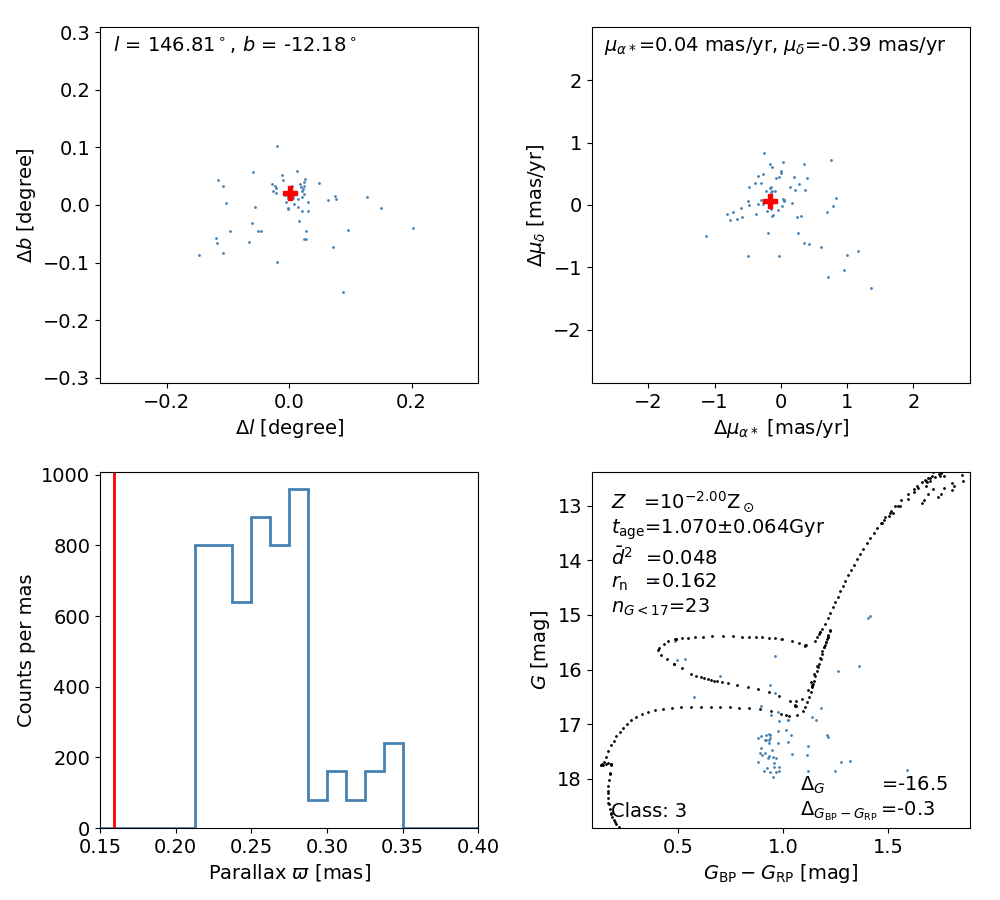 l = 146.81°, b = -12.18°
0.3
0.2
0.1
0.0
−0.1
−0.2
−0.3
Δb [degree]
−0.2 0.0 0.2
Δl [degree]
μα*=0.04 mas/yr, μδ=-0.39 mas/yr
2
1
0
−1
−2
Δμδ [mas/yr]
−2 −1 0 1 2
Δμα* [mas/yr]
1000
800
600
400
200
0
Counts per mas
0.15 0.20 0.25 0.30 0.35 0.40
Parallax ϖ [mas]
Z =10−2.00Z⊙
tage=1.070±0.064Gyr
d̄2 =0.048
rn =-0.162
nG<17=23
13
14
15
16
17
18
G [mag]
ΔG =-16.5
ΔGBP−GRP=-0.3
Class: 3
0.5 1.0 1.5
GBP − GRP [mag]